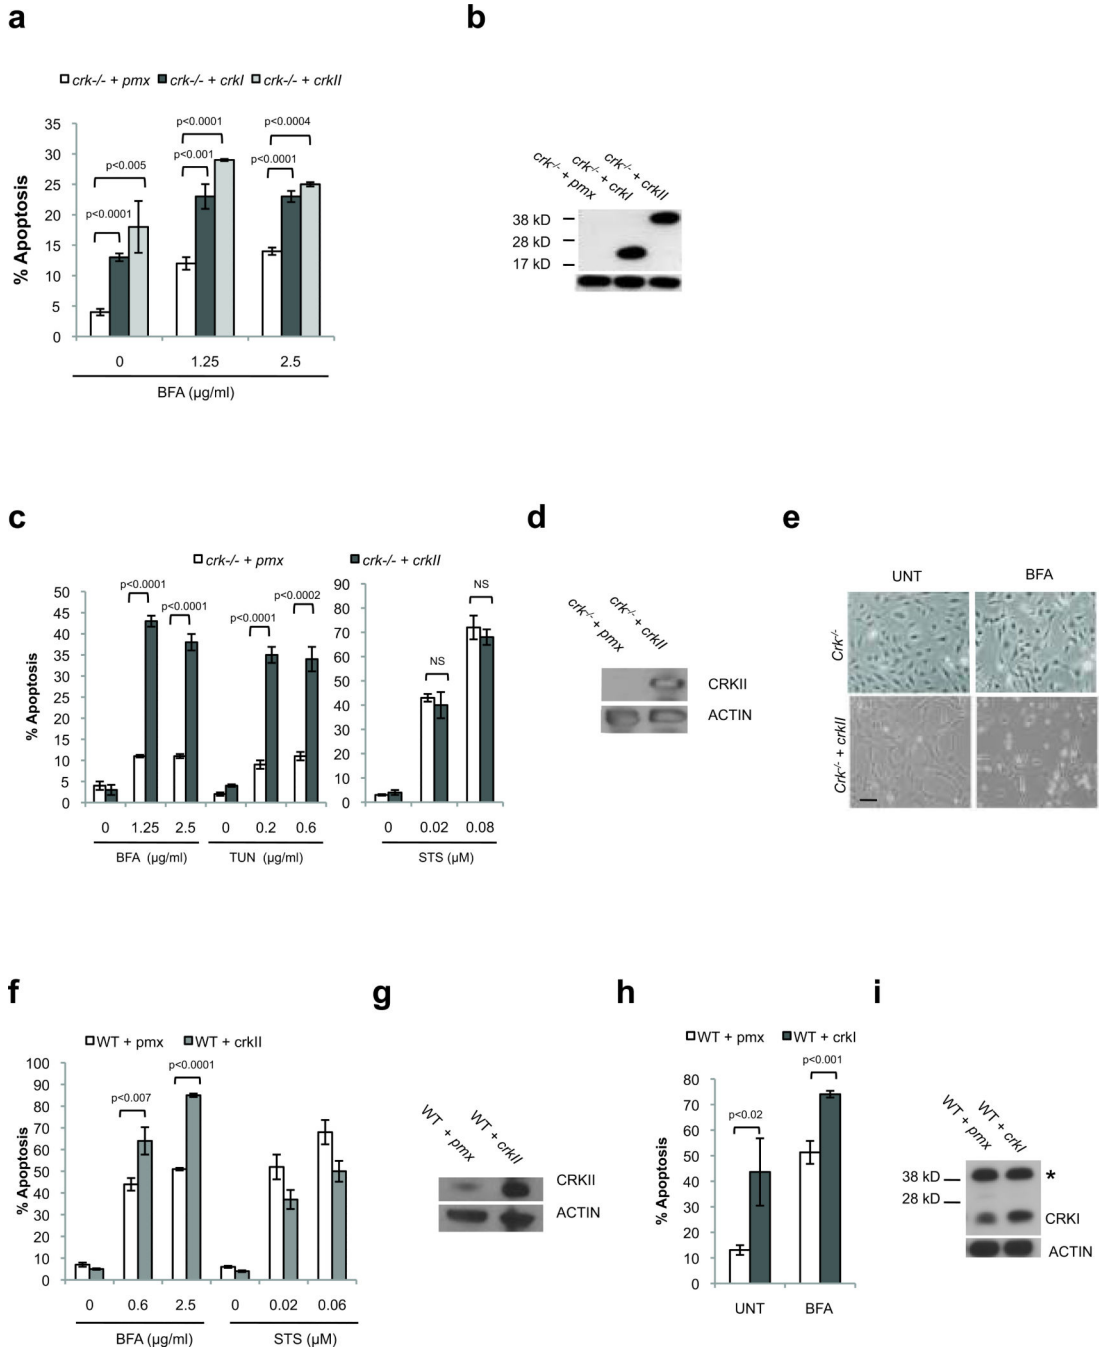 a
crk-/- + pmx crk-/- + crkI crk-/- + crkII
% Apoptosis
35
30
25
20
15
10
5
0
p<0.005
p<0.0001
p<0.0001
p<0.001
p<0.0004
p<0.0001
0 1.25 2.5
BFA (µg/ml)
b
crk-/- + pmx
crk-/- + crkI
crk-/- + crkII
38 kD
28 kD
17 kD
c
crk-/- + pmx crk-/- + crkII
% Apoptosis
50
45
40
35
30
25
20
15
10
5
0
p<0.0001
p<0.0001
p<0.0001
p<0.0002
0 1.25 2.5 0 0.2 0.6
BFA (µg/ml) TUN (µg/ml)
90
80
70
60
50
40
30
20
10
0
NS
NS
0 0.02 0.08
STS (µM)
d
crk-/- + pmx
crk-/- + crkII
CRKII
ACTIN
e
UNT BFA
Crk-/-
Crk-/- + crkII
f
WT + pmx WT + crkII
% Apoptosis
100
90
80
70
60
50
40
30
20
10
0
p<0.007
p<0.0001
0 0.6 2.5 0 0.02 0.06
BFA (µg/ml) STS (µM)
g
WT + pmx
WT + crkII
CRKII
ACTIN
h
WT + pmx WT + crkI
% Apoptosis
80
70
60
50
40
30
20
10
0
p<0.02
p<0.001
UNT BFA
i
WT + pmx
WT + crkI
38 kD *
28 kD
CRKI
ACTIN